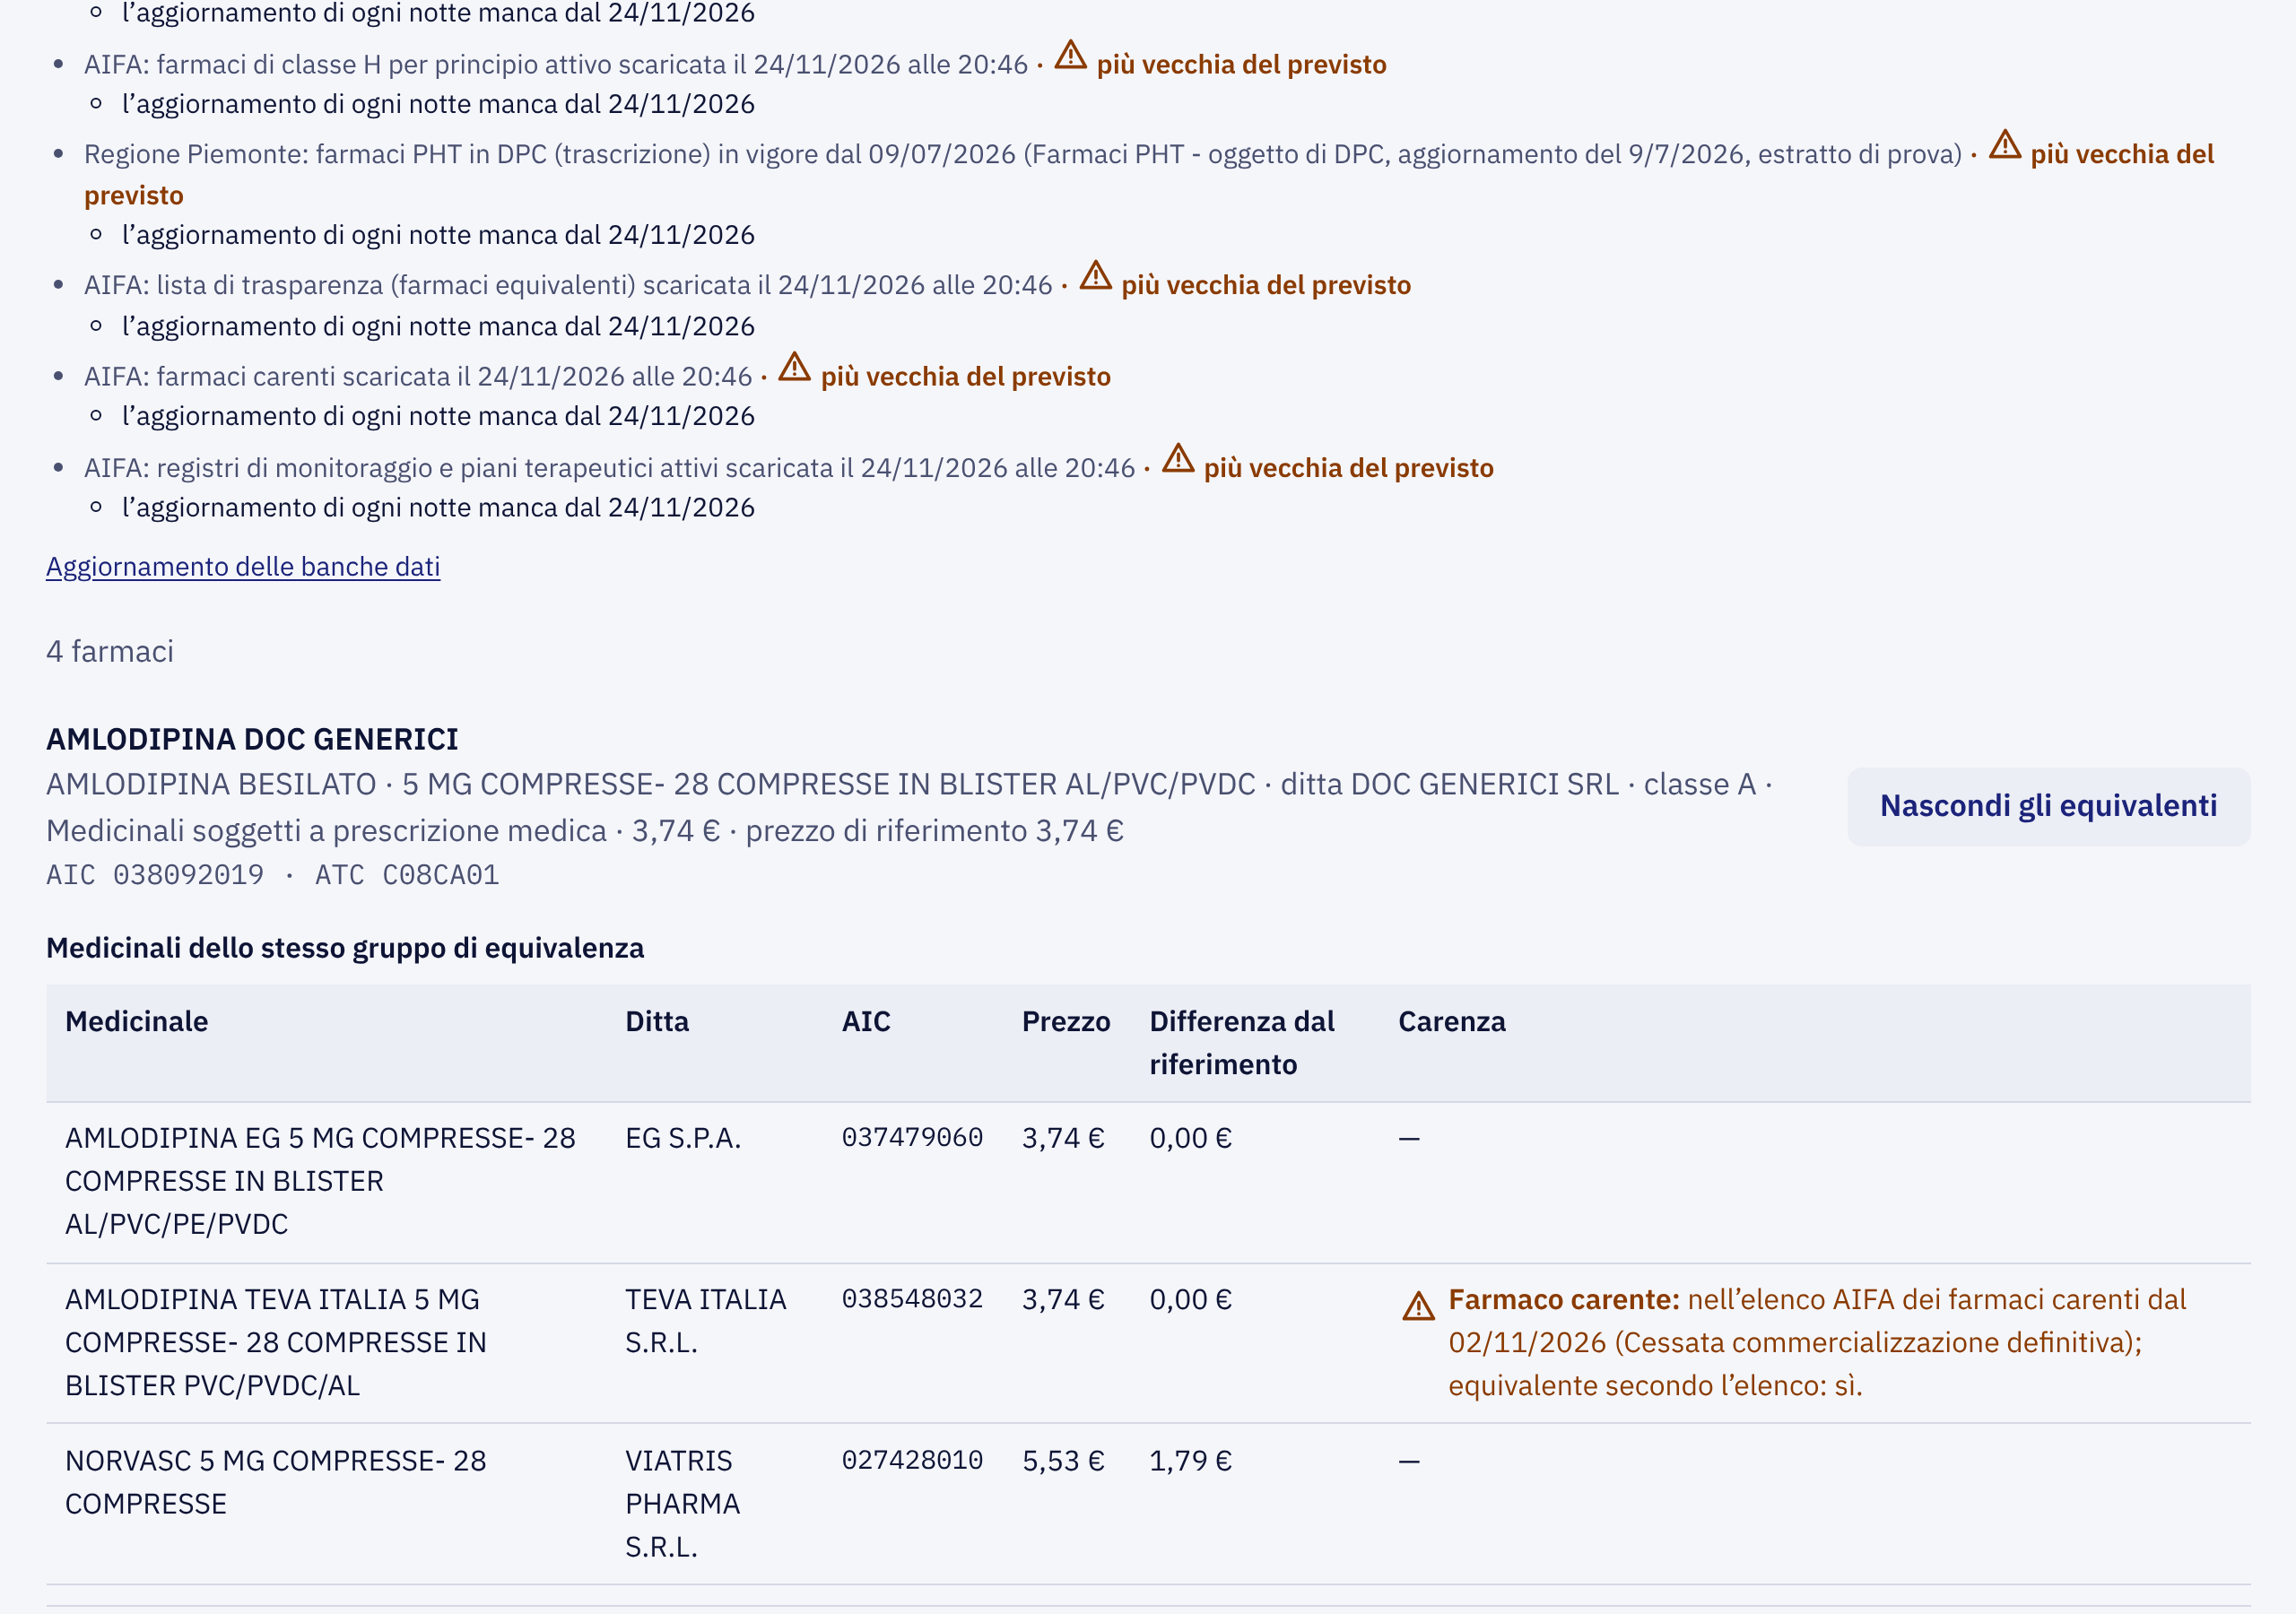 l’aggiornamento di ogni notte manca dal 24/11/2026
AIFA: farmaci di classe H per principio attivo scaricata il 24/11/2026 alle 20:46 · più vecchia del previsto
l’aggiornamento di ogni notte manca dal 24/11/2026
Regione Piemonte: farmaci PHT in DPC (trascrizione) in vigore dal 09/07/2026 (Farmaci PHT - oggetto di DPC, aggiornamento del 9/7/2026, estratto di prova) · più vecchia del
previsto
l’aggiornamento di ogni notte manca dal 24/11/2026
AIFA: lista di trasparenza (farmaci equivalenti) scaricata il 24/11/2026 alle 20:46 · più vecchia del previsto
l’aggiornamento di ogni notte manca dal 24/11/2026
AIFA: farmaci carenti scaricata il 24/11/2026 alle 20:46 · più vecchia del previsto
l’aggiornamento di ogni notte manca dal 24/11/2026
AIFA: registri di monitoraggio e piani terapeutici attivi scaricata il 24/11/2026 alle 20:46 · più vecchia del previsto
l’aggiornamento di ogni notte manca dal 24/11/2026
Aggiornamento delle banche dati
4 farmaci
AMLODIPINA DOC GENERICI
AMLODIPINA BESILATO · 5 MG COMPRESSE- 28 COMPRESSE IN BLISTER AL/PVC/PVDC · ditta DOC GENERICI SRL · classe A ·
Medicinali soggetti a prescrizione medica · 3,74 € · prezzo di riferimento 3,74 €
AIC 038092019 · ATC C08CA01
Nascondi gli equivalenti
Medicinali dello stesso gruppo di equivalenza
Medicinale Ditta AIC Prezzo Differenza dal Carenza
riferimento
AMLODIPINA EG 5 MG COMPRESSE- 28 EG S.P.A. 037479060 3,74 € 0,00 € —
COMPRESSE IN BLISTER
AL/PVC/PE/PVDC
AMLODIPINA TEVA ITALIA 5 MG TEVA ITALIA 038548032 3,74 € 0,00 € Farmaco carente: nell’elenco AIFA dei farmaci carenti dal
COMPRESSE- 28 COMPRESSE IN S.R.L. 02/11/2026 (Cessata commercializzazione definitiva);
BLISTER PVC/PVDC/AL equivalente secondo l’elenco: sì.
NORVASC 5 MG COMPRESSE- 28 VIATRIS 027428010 5,53 € 1,79 € —
COMPRESSE PHARMA
S.R.L.